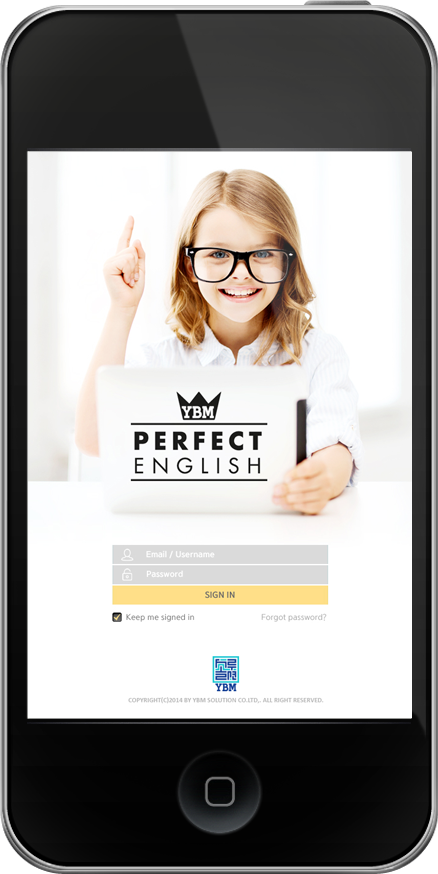 YBM
PERFECT
ENGLISH
Email / Username
Password
SIGN IN
Keep me signed in
Forgot password?
YBM
COPYRIGHT(C)2014 BY YBM SOLUTION CO.LTD,. ALL RIGHT RESERVED.